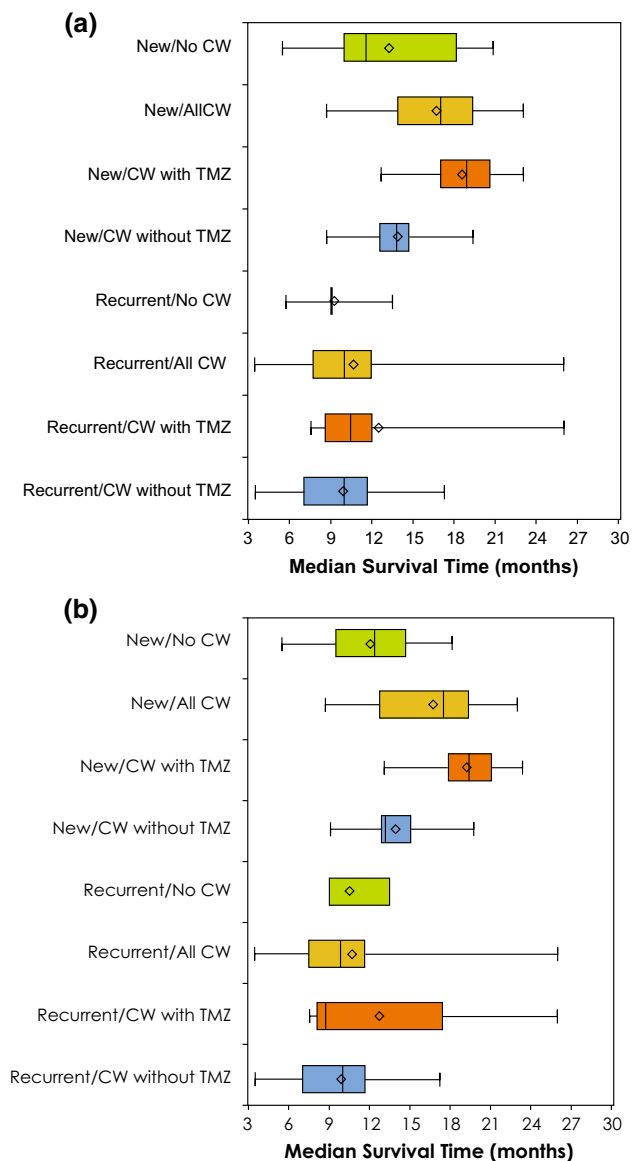 (a)
New/No CW
New/AllCW
New/CW with TMZ
New/CW without TMZ
Recurrent/No CW
Recurrent/All CW
Recurrent/CW with TMZ
Recurrent/CW without TMZ
3 6 9 12 15 18 21 24 27 30
Median Survival Time (months)
(b)
New/No CW
New/All CW
New/CW with TMZ
New/CW without TMZ
Recurrent/No CW
Recurrent/All CW
Recurrent/CW with TMZ
Recurrent/CW without TMZ
3 6 9 12 15 18 21 24 27 30
Median Survival Time (months)